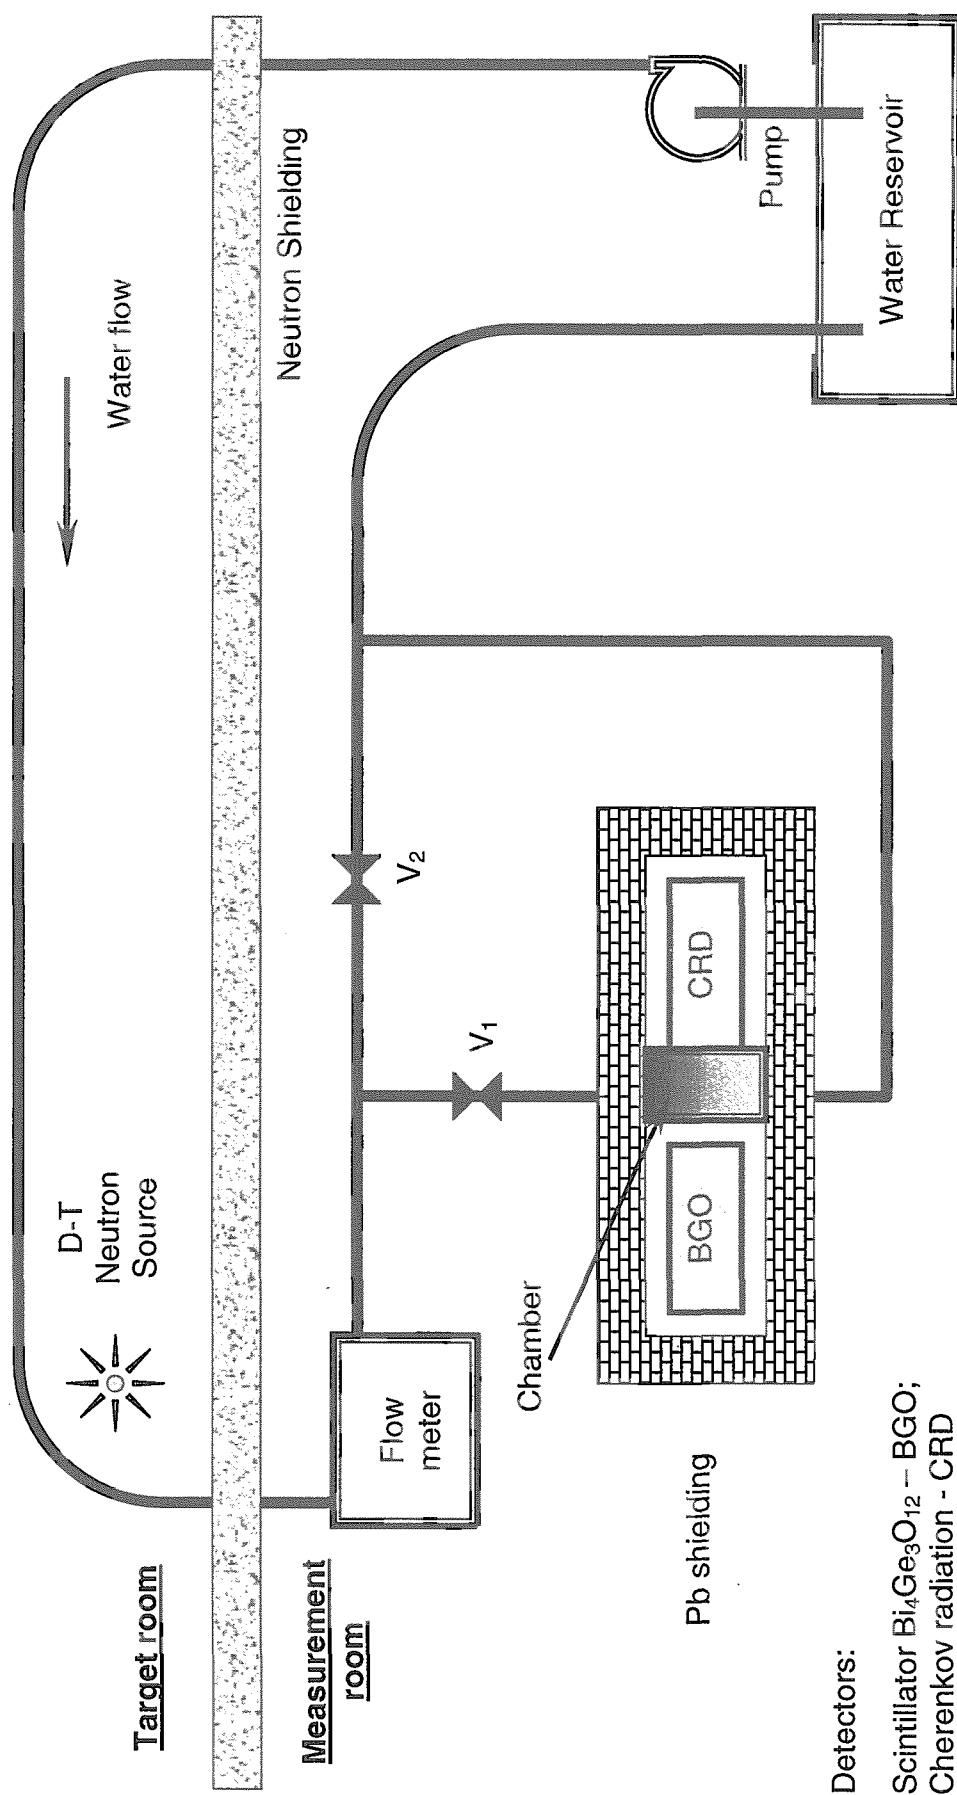 Target room
D-T
Neutron
Source
Water flow
Measurement
room
Neutron Shielding
Flow
meter
V₂
V₁
Chamber
Pump
BGO
CRD
Pb shielding
Water Reservoir
Detectors:
Scintillator Bi₄Ge₃O₁₂ – BGO;
Cherenkov radiation - CRD